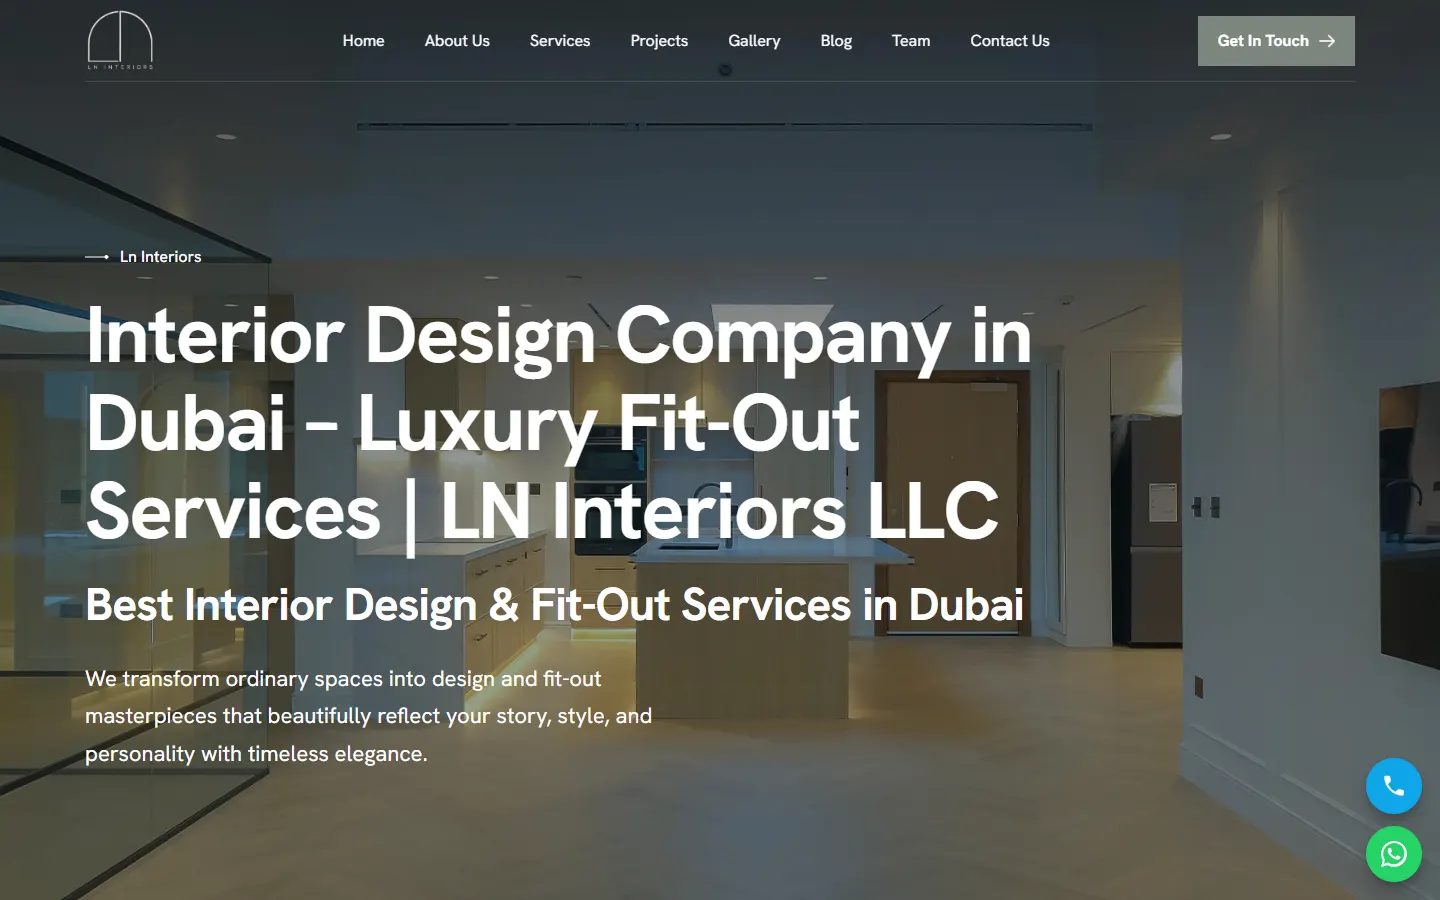 LN INTERIORS
Home
About Us
Services
Projects
Gallery
Blog
Team
Contact Us
Get In Touch
Ln Interiors
Interior Design Company in
Dubai – Luxury Fit-Out
Services | LN Interiors LLC
Best Interior Design & Fit-Out Services in Dubai
We transform ordinary spaces into design and fit-out
masterpieces that beautifully reflect your story, style, and
personality with timeless elegance.